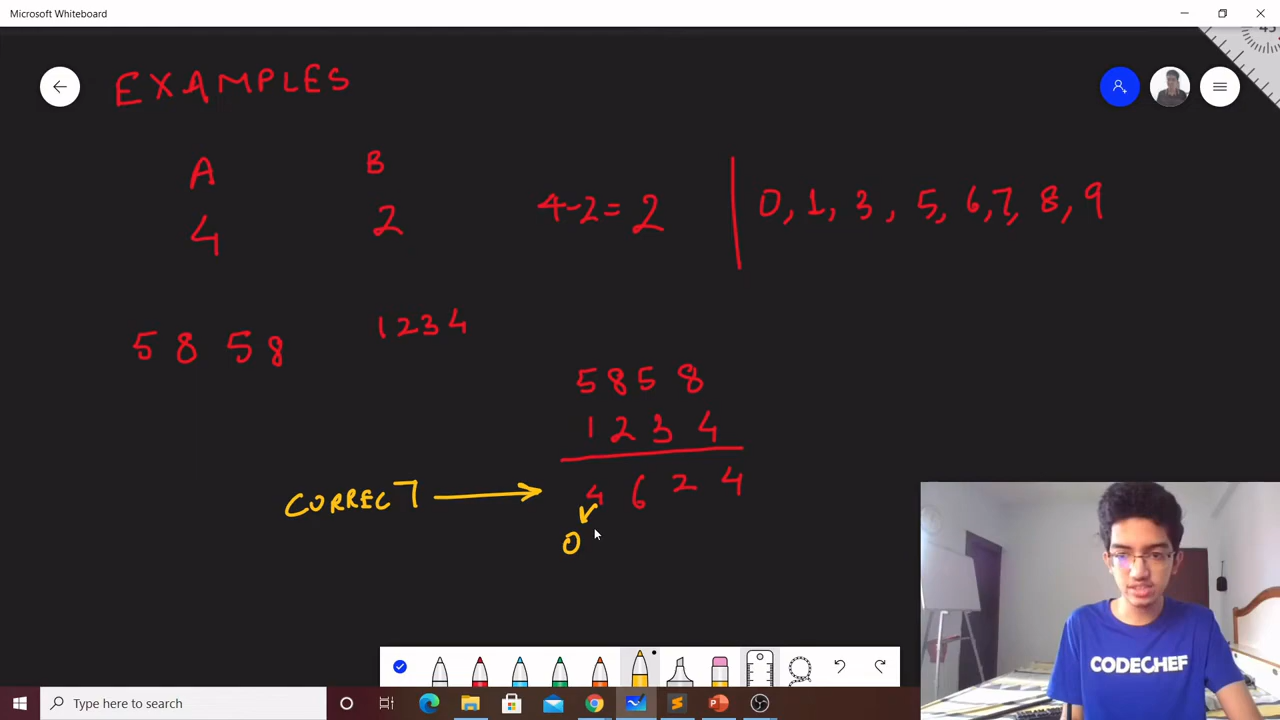 Microsoft Whiteboard
EXAMPLES
A B
4 2 4-2=2 0, 1, 3, 5, 6, 7, 8, 9
5 8 5 8 1 2 3 4
5 8 5 8
1 2 3 4
CORRECT 4 6 2 4
0
CODECHEF
Type here to search